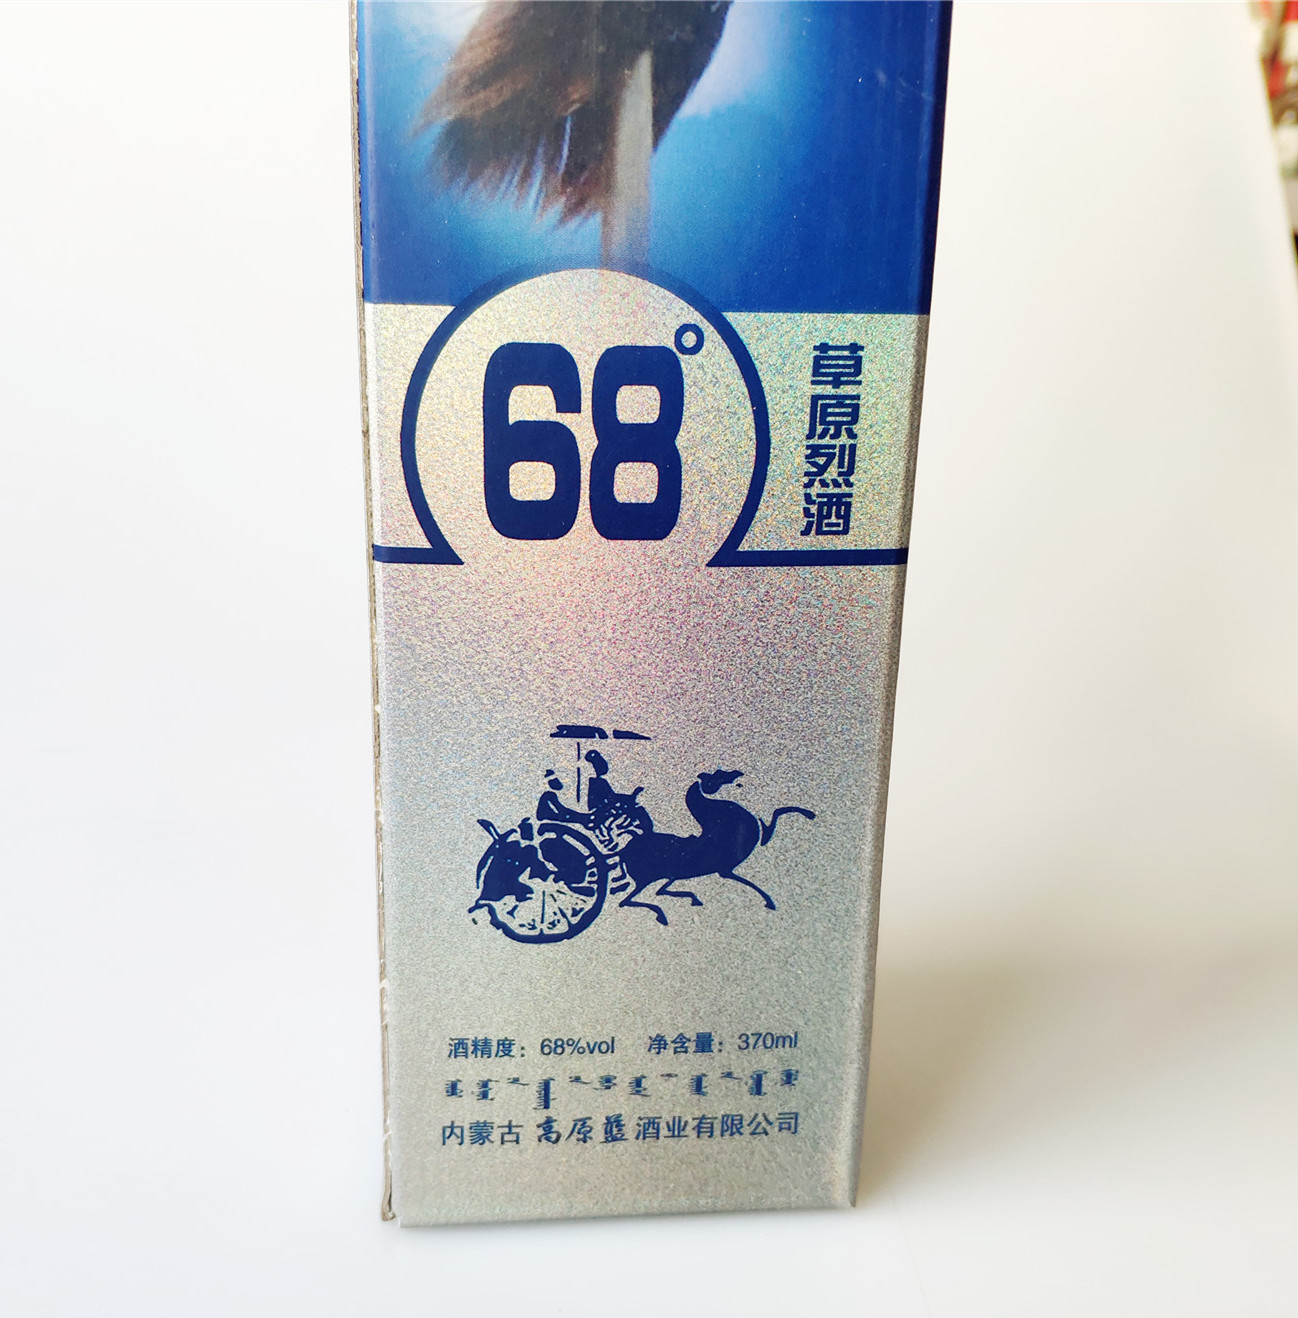 68°
草原烈酒
酒精度：68%vol 净含量：370ml
内蒙古高原蓝酒业有限公司